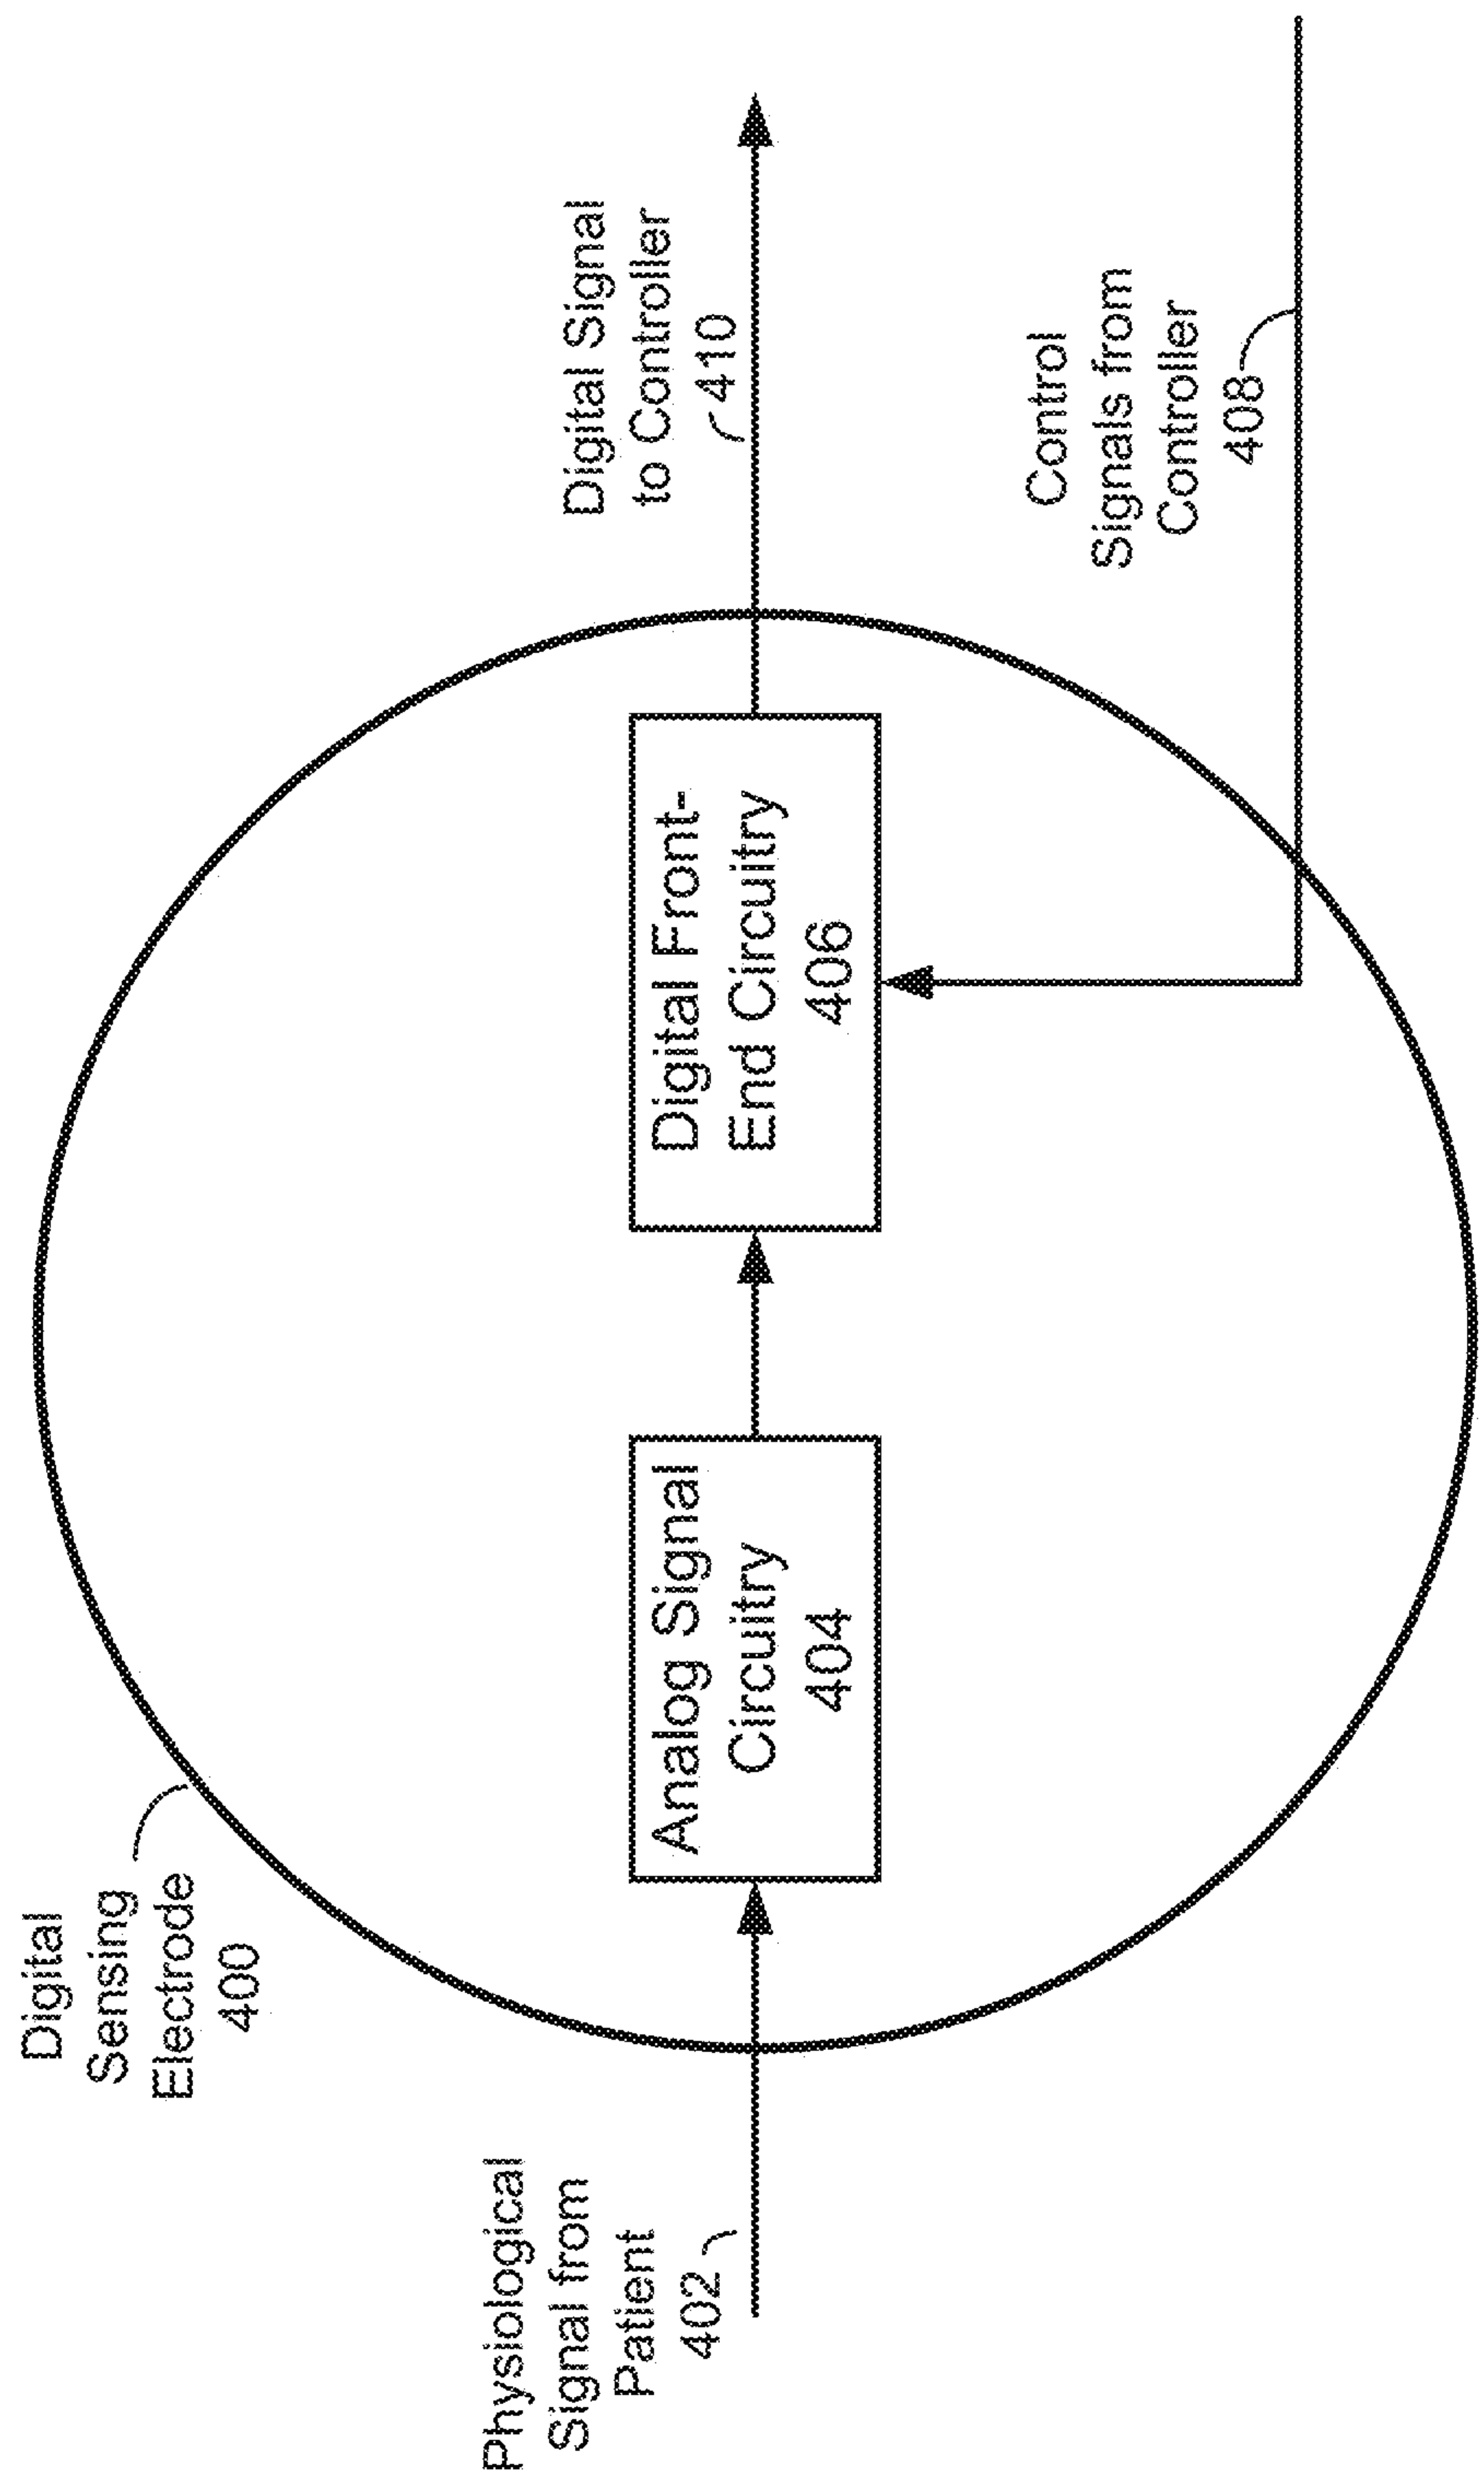 Digital
Sensing
Electrode
400
Physiological
Signal from
Patient
402
Analog Signal
Circuitry
404
Digital Front-
End Circuitry
406
Digital Signal
to Controller
410
Control
Signals from
Controller
408